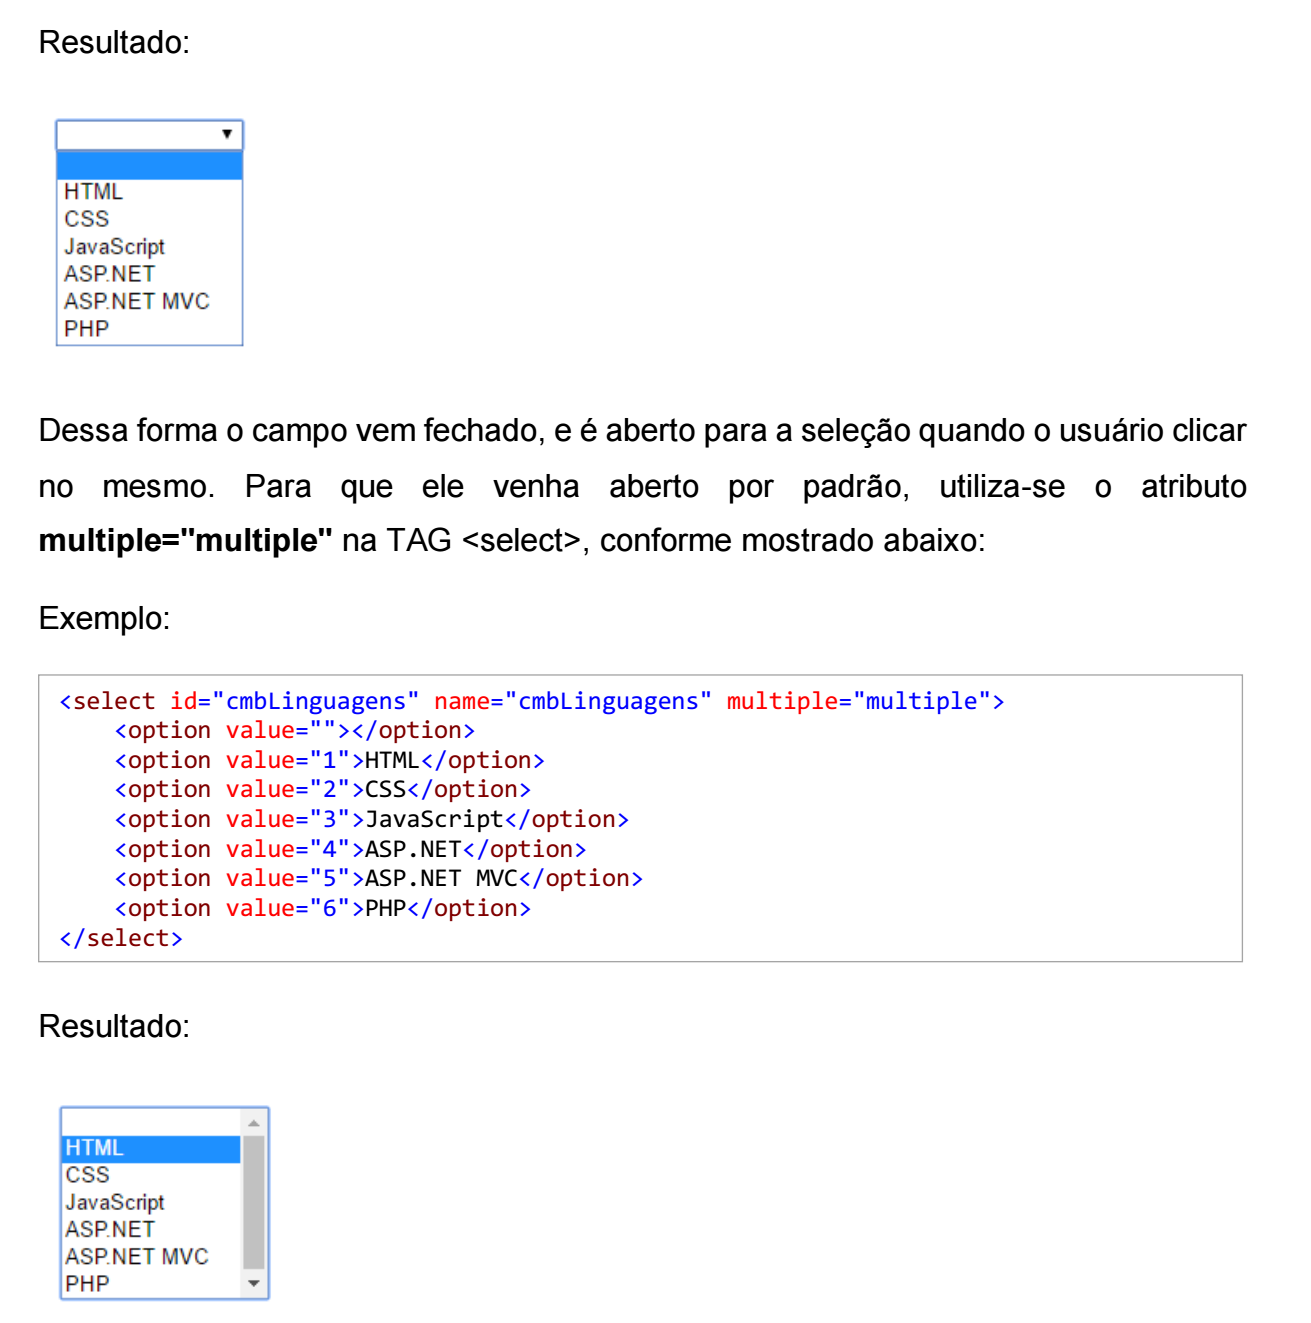 Resultado:
HTML
CSS
JavaScript
ASP.NET
ASP.NET MVC
PHP
Dessa forma o campo vem fechado, e é aberto para a seleção quando o usuário clicar
no mesmo. Para que ele venha aberto por padrão, utiliza-se o atributo
multiple="multiple" na TAG <select>, conforme mostrado abaixo:
Exemplo:
<select id="cmbLinguagens" name="cmbLinguagens" multiple="multiple">
    <option value=""></option>
    <option value="1">HTML</option>
    <option value="2">CSS</option>
    <option value="3">JavaScript</option>
    <option value="4">ASP.NET</option>
    <option value="5">ASP.NET MVC</option>
    <option value="6">PHP</option>
</select>
Resultado:
HTML
CSS
JavaScript
ASP.NET
ASP.NET MVC
PHP